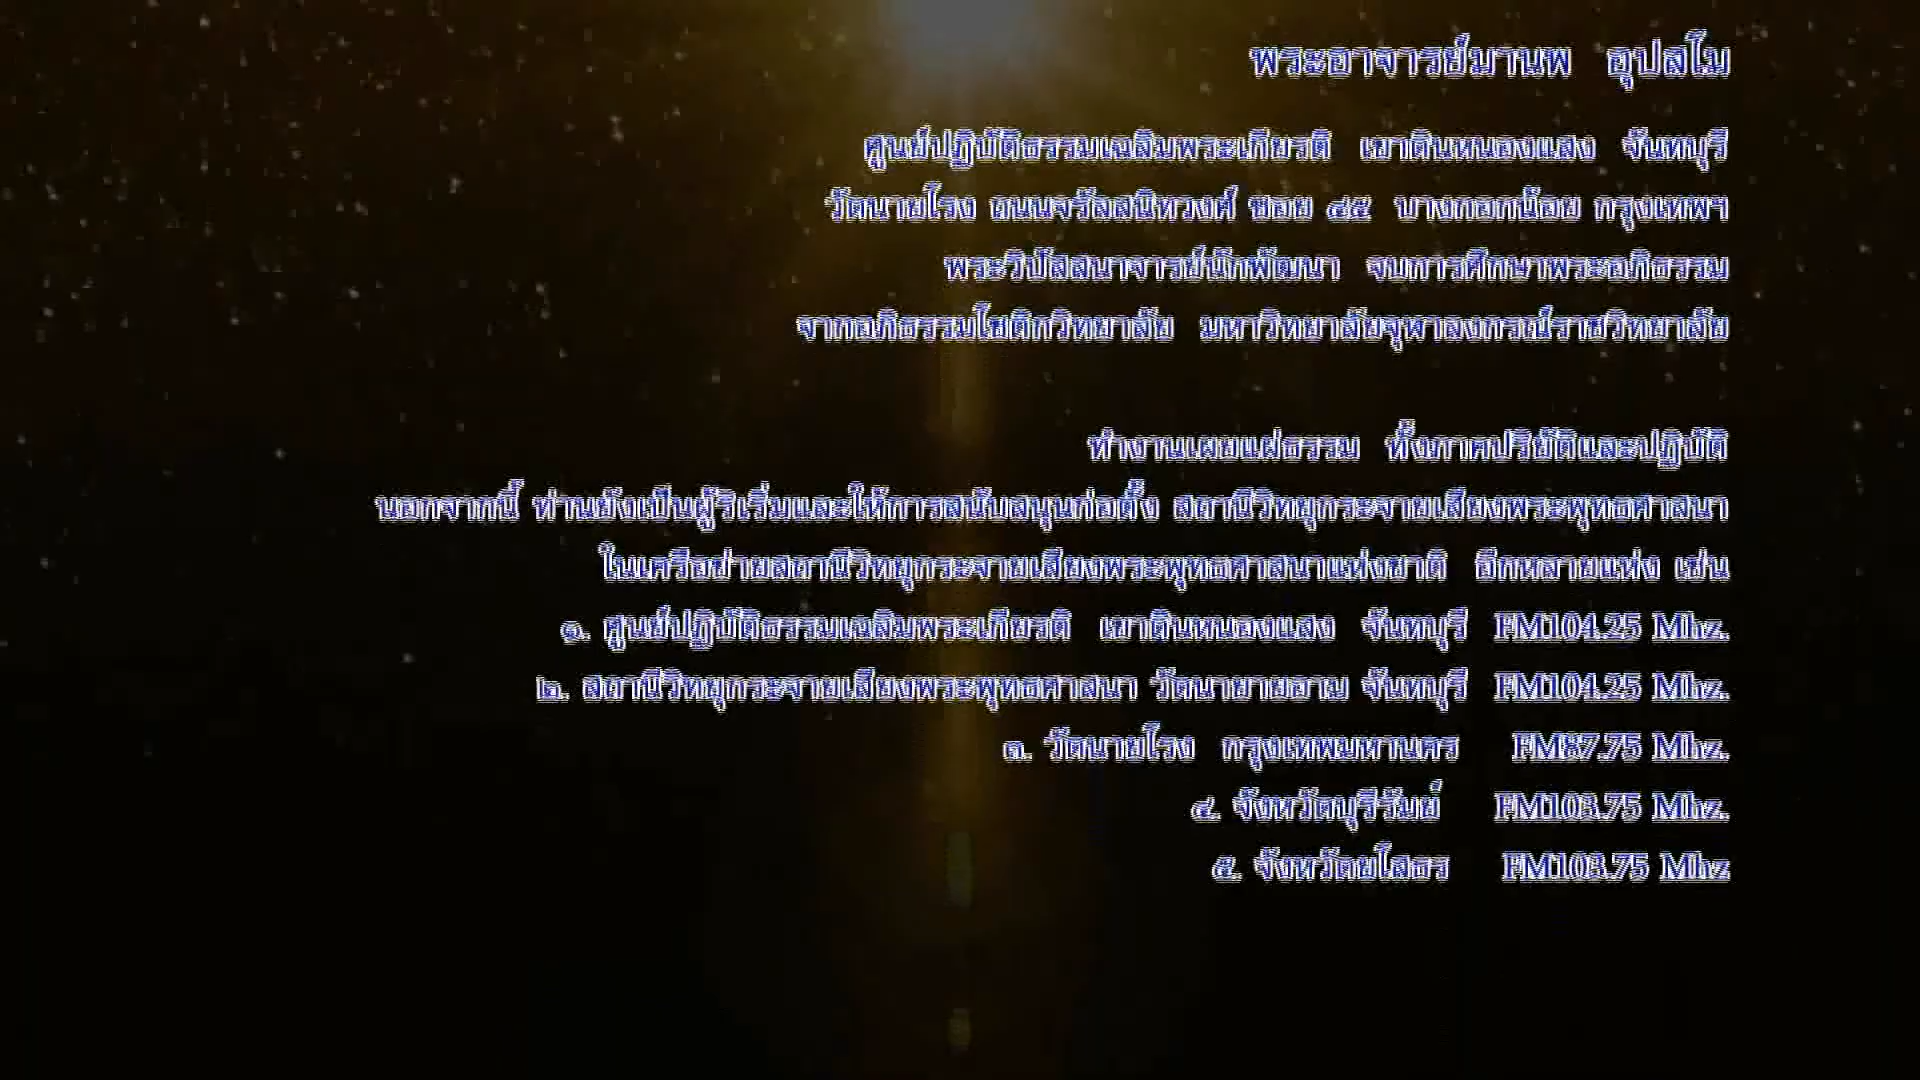 พระอาจารย์มานพ อุปสโม
ศูนย์ปฏิบัติธรรมเฉลิมพระเกียรติ เขาดินหนองแสง จันทบุรี
วัดนายโรง ถนนจรัลสนิทวงศ์ ซอย ๔๕ บางกอกน้อย กรุงเทพฯ
พระวิปัสสนาจารย์นักพัฒนา จบการศึกษาพระอภิธรรม
จากอภิธรรมโชติกวิทยาลัย มหาวิทยาลัยจุฬาลงกรณ์ราชวิทยาลัย
ทำงานเผยแผ่ธรรม ทั้งภาคปริยัติและปฏิบัติ
นอกจากนี้ ท่านยังเป็นผู้ริเริ่มและให้การสนับสนุนก่อตั้ง สถานีวิทยุกระจายเสียงพระพุทธศาสนา
ในเครือข่ายสถานีวิทยุกระจายเสียงพระพุทธศาสนาแห่งชาติ อีกหลายแห่ง เช่น
๑. ศูนย์ปฏิบัติธรรมเฉลิมพระเกียรติ เขาดินหนองแสง จันทบุรี FM104.25 Mhz.
๒. สถานีวิทยุกระจายเสียงพระพุทธศาสนา วัดนายายอาม จันทบุรี FM104.25 Mhz.
๓. วัดนายโรง กรุงเทพมหานคร FM87.75 Mhz.
๔. จังหวัดบุรีรัมย์ FM103.75 Mhz.
๕. จังหวัดยโสธร FM103.75 Mhz